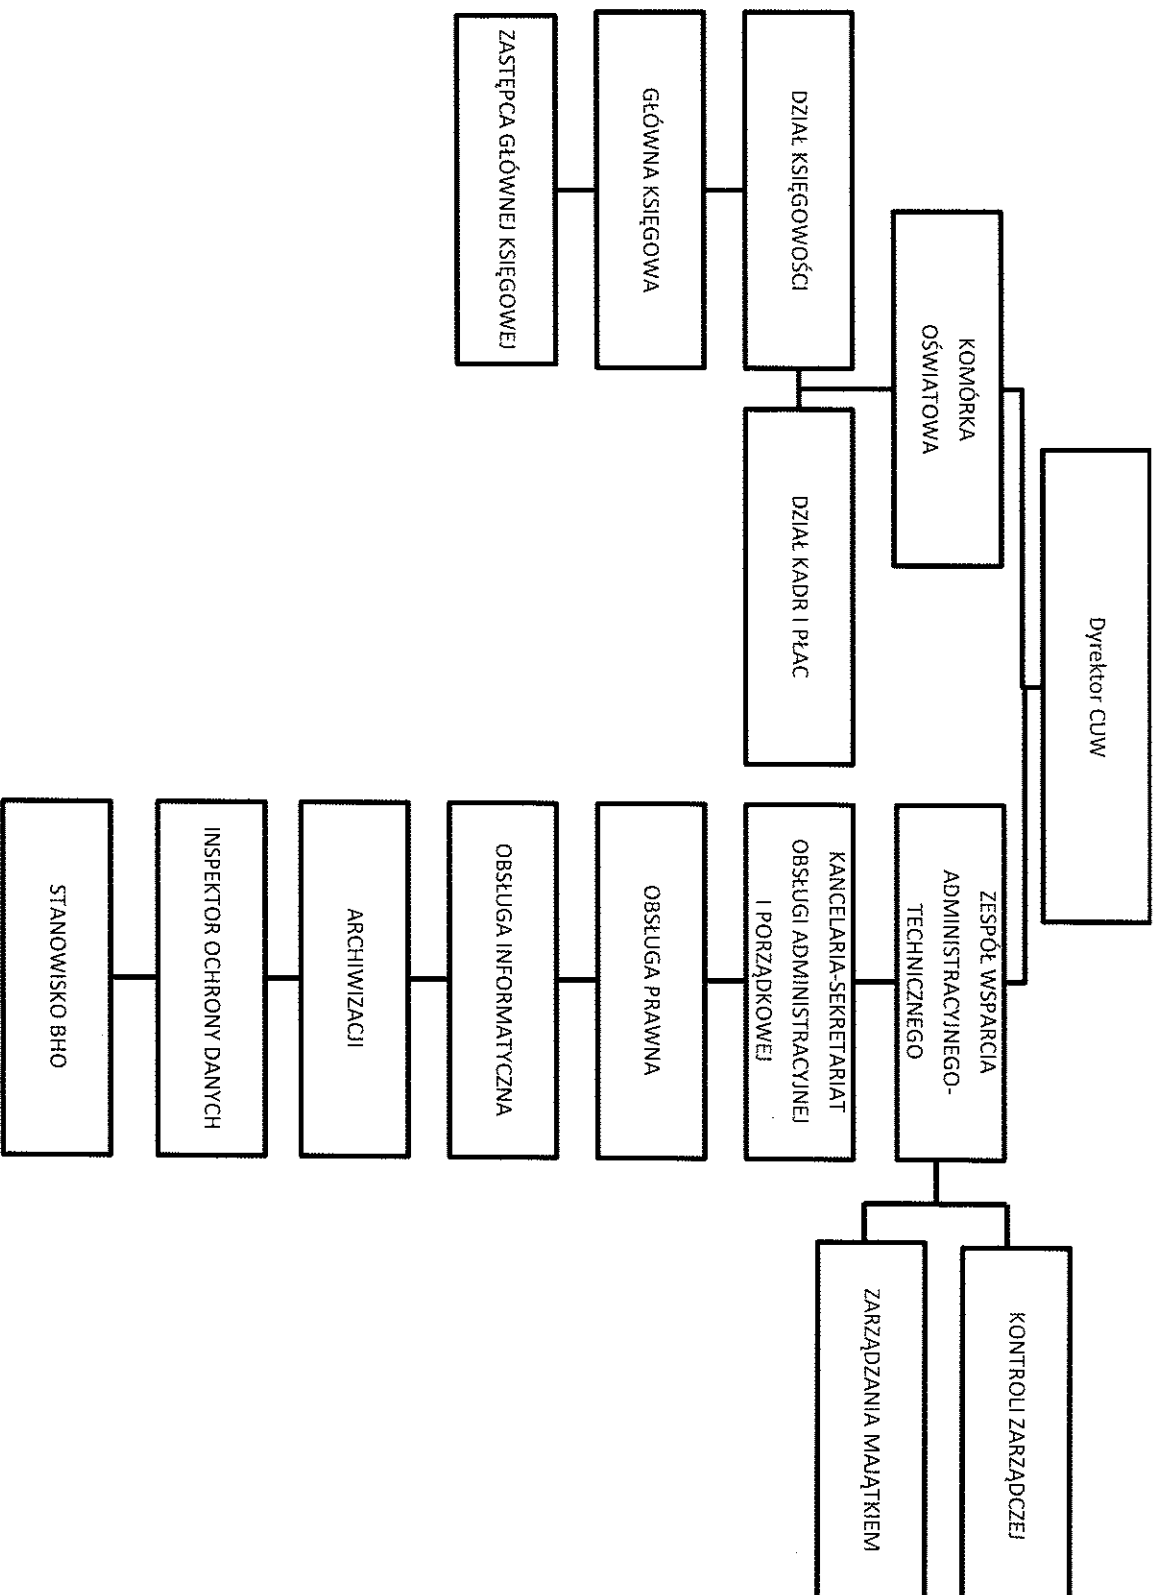 Dyrektor CUW
KOMÓRKA
OŚWIATOWA
ZESPÓŁ WSPARCIA
ADMINISTRACYJNEGO-
TECHNICZNEGO
KONTROLI ZARZĄDCZEJ
ZARZĄDZANIA MAJĄTKIEM
DZIAŁ KSIĘGOWOŚCI
DZIAŁ KADR I PŁAC
KANCELARIA-SEKRETARIAT
OBSŁUGI ADMINISTRACYJNEJ
I PORZĄDKOWEJ
GŁÓWNA KSIĘGOWA
OBSŁUGA PRAWNA
ZASTĘPCA GŁÓWNEJ KSIĘGOWEJ
OBSŁUGA INFORMATYCZNA
ARCHIWIZACJI
INSPEKTOR OCHRONY DANYCH
STANOWISKO BHO